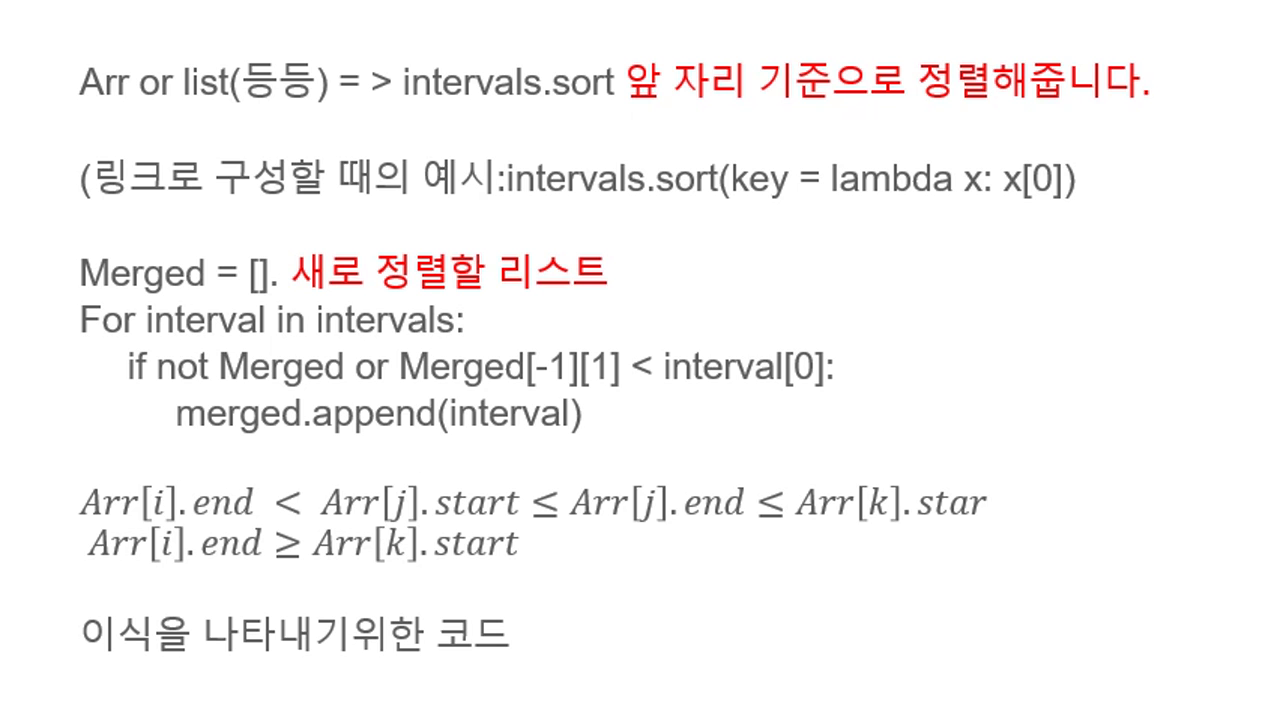 Arr or list(등등) = > intervals.sort 앞 자리 기준으로 정렬해줍니다.
(링크로 구성할 때의 예시:intervals.sort(key = lambda x: x[0])
Merged = []. 새로 정렬할 리스트
For interval in intervals:
if not Merged or Merged[-1][1] < interval[0]:
merged.append(interval)
Arr[i].end < Arr[j].start ≤ Arr[j].end ≤ Arr[k].star
Arr[i].end ≥ Arr[k].start
이식을 나타내기위한 코드